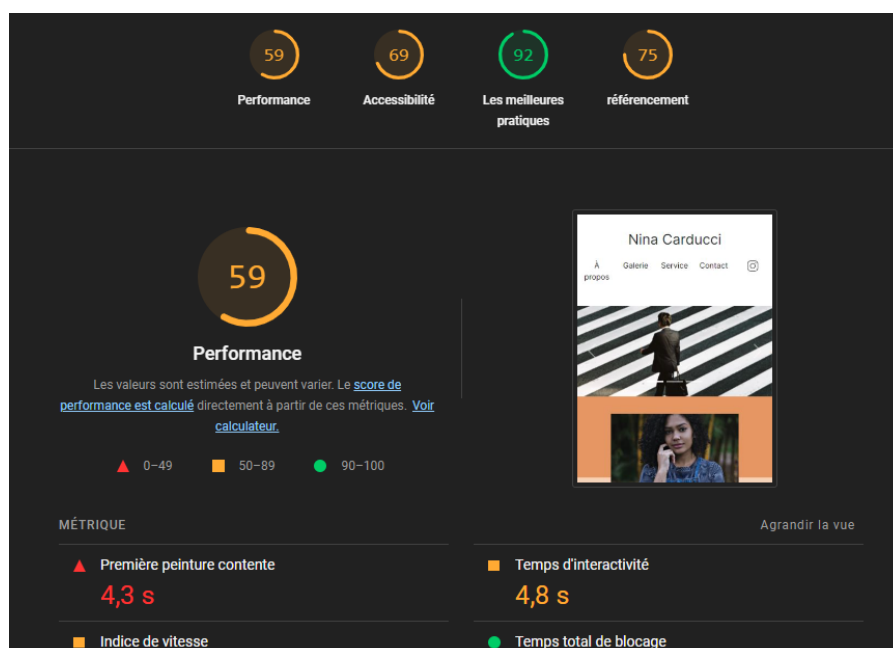 59
69
92
75
Performance
Accessibilité
Les meilleures
pratiques
référencement
59
Performance
Les valeurs sont estimées et peuvent varier. Le score de
performance est calculé directement à partir de ces métriques. Voir
calculateur.
0–49
50–89
90–100
Nina Carducci
À
propos
Galerie
Service
Contact
MÉTRIQUE
Agrandir la vue
Première peinture contente
4,3 s
Temps d'interactivité
4,8 s
Indice de vitesse
Temps total de blocage